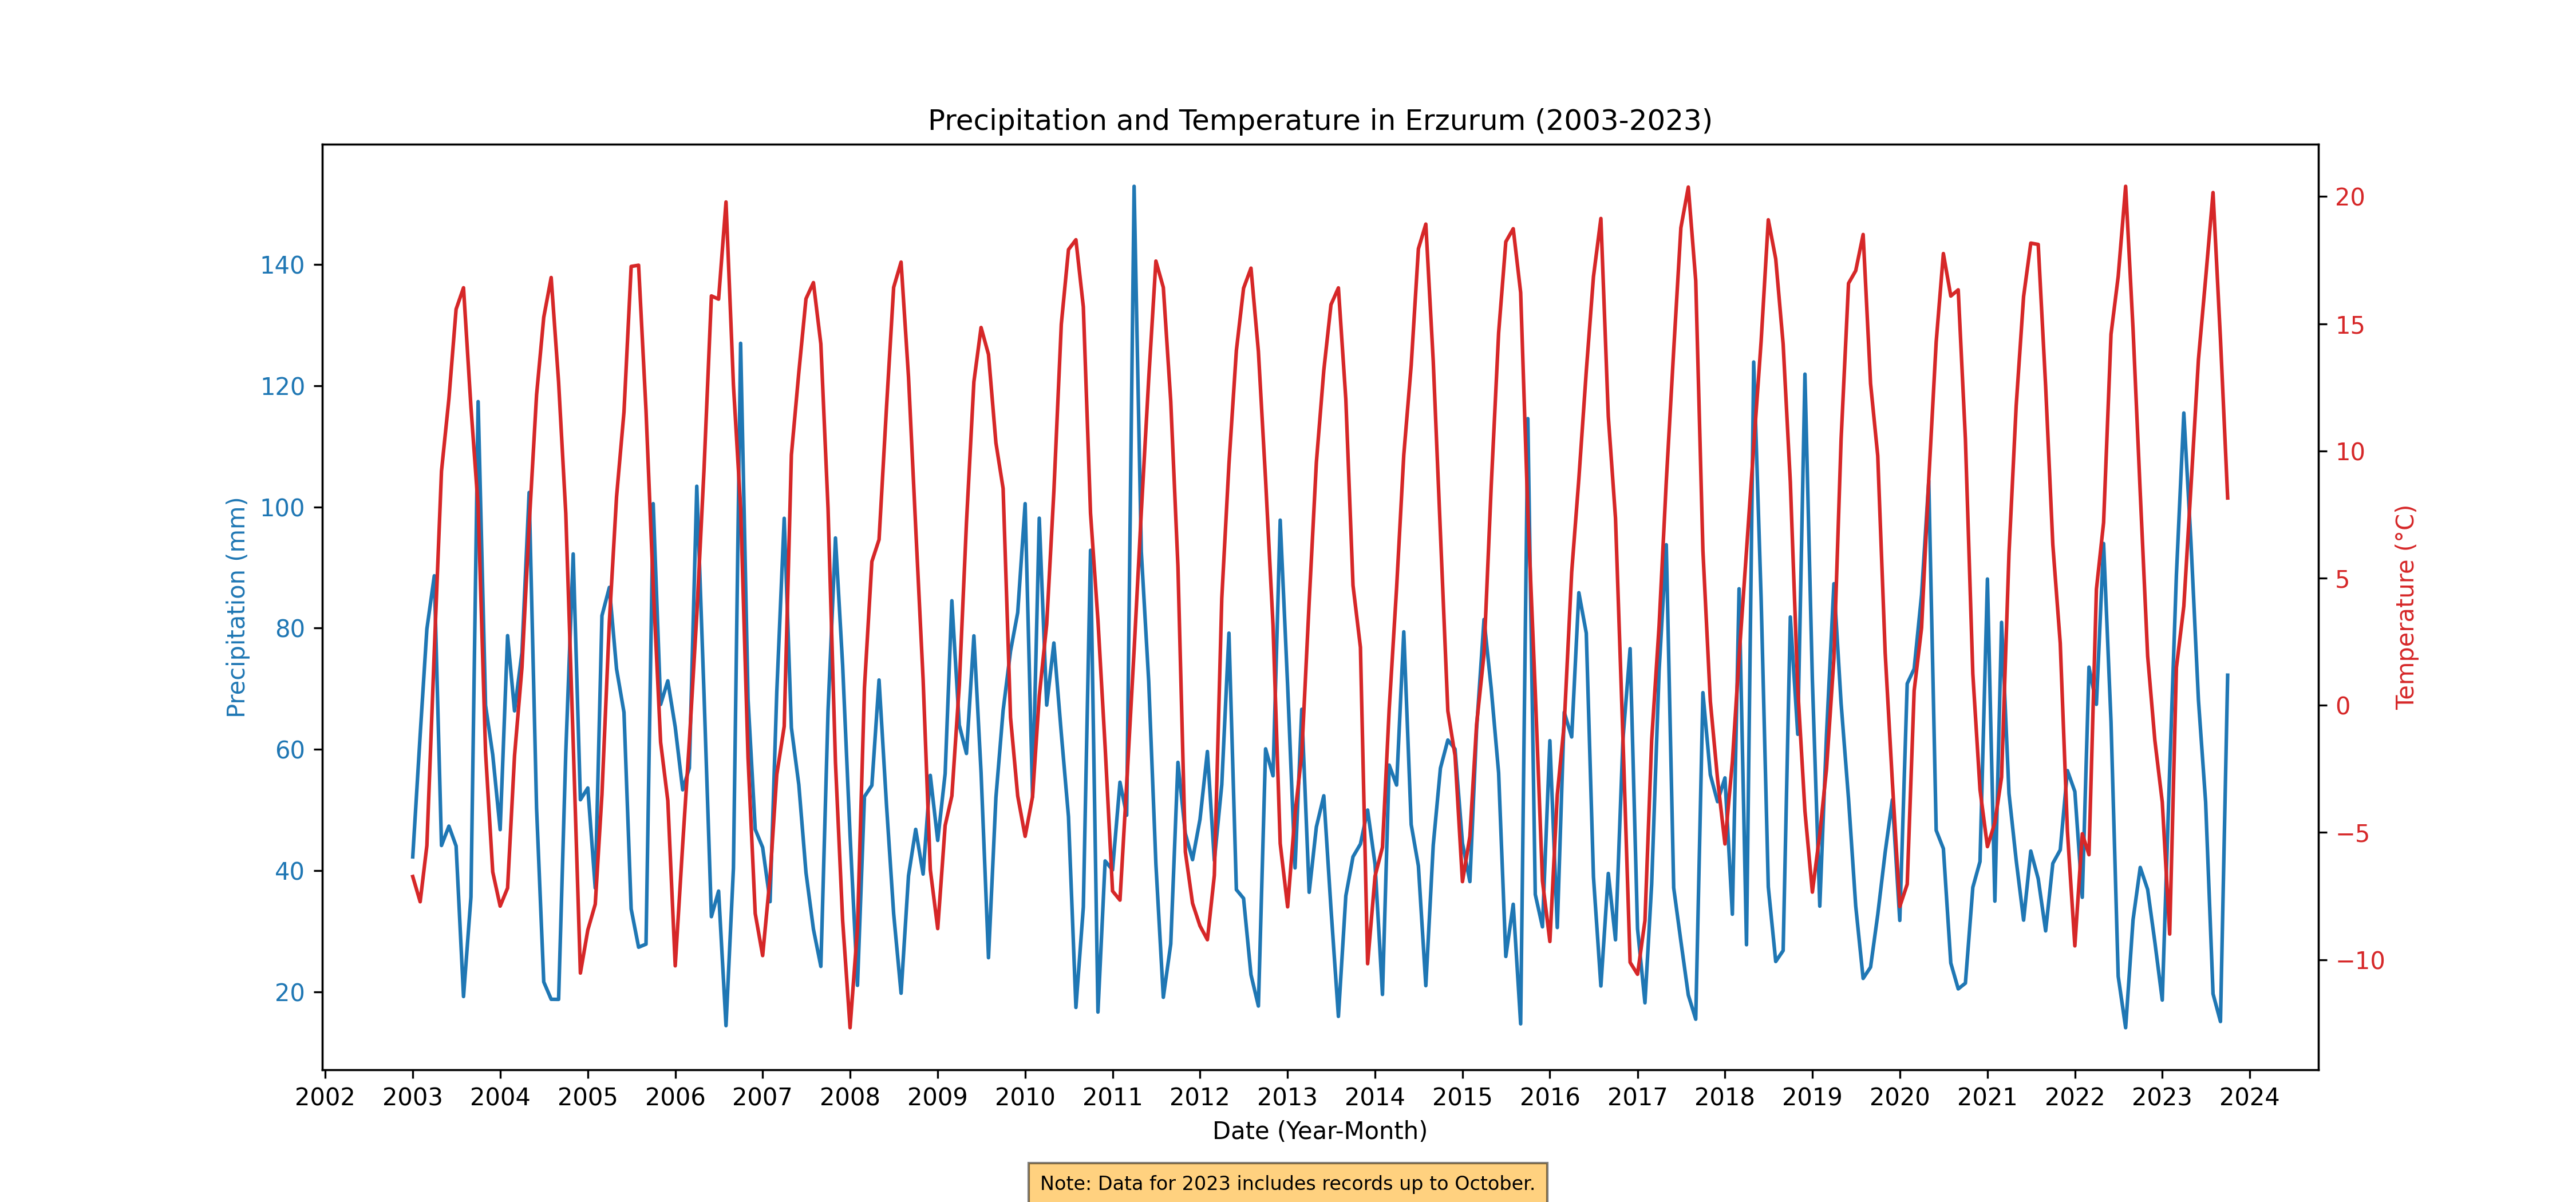 Precipitation and Temperature in Erzurum (2003-2023)
Precipitation (mm)
140
120
100
80
60
40
20
20
15
10
5
0
−5
−10
Temperature (°C)
2002 2003 2004 2005 2006 2007 2008 2009 2010 2011 2012 2013 2014 2015 2016 2017 2018 2019 2020 2021 2022 2023 2024
Date (Year-Month)
Note: Data for 2023 includes records up to October.